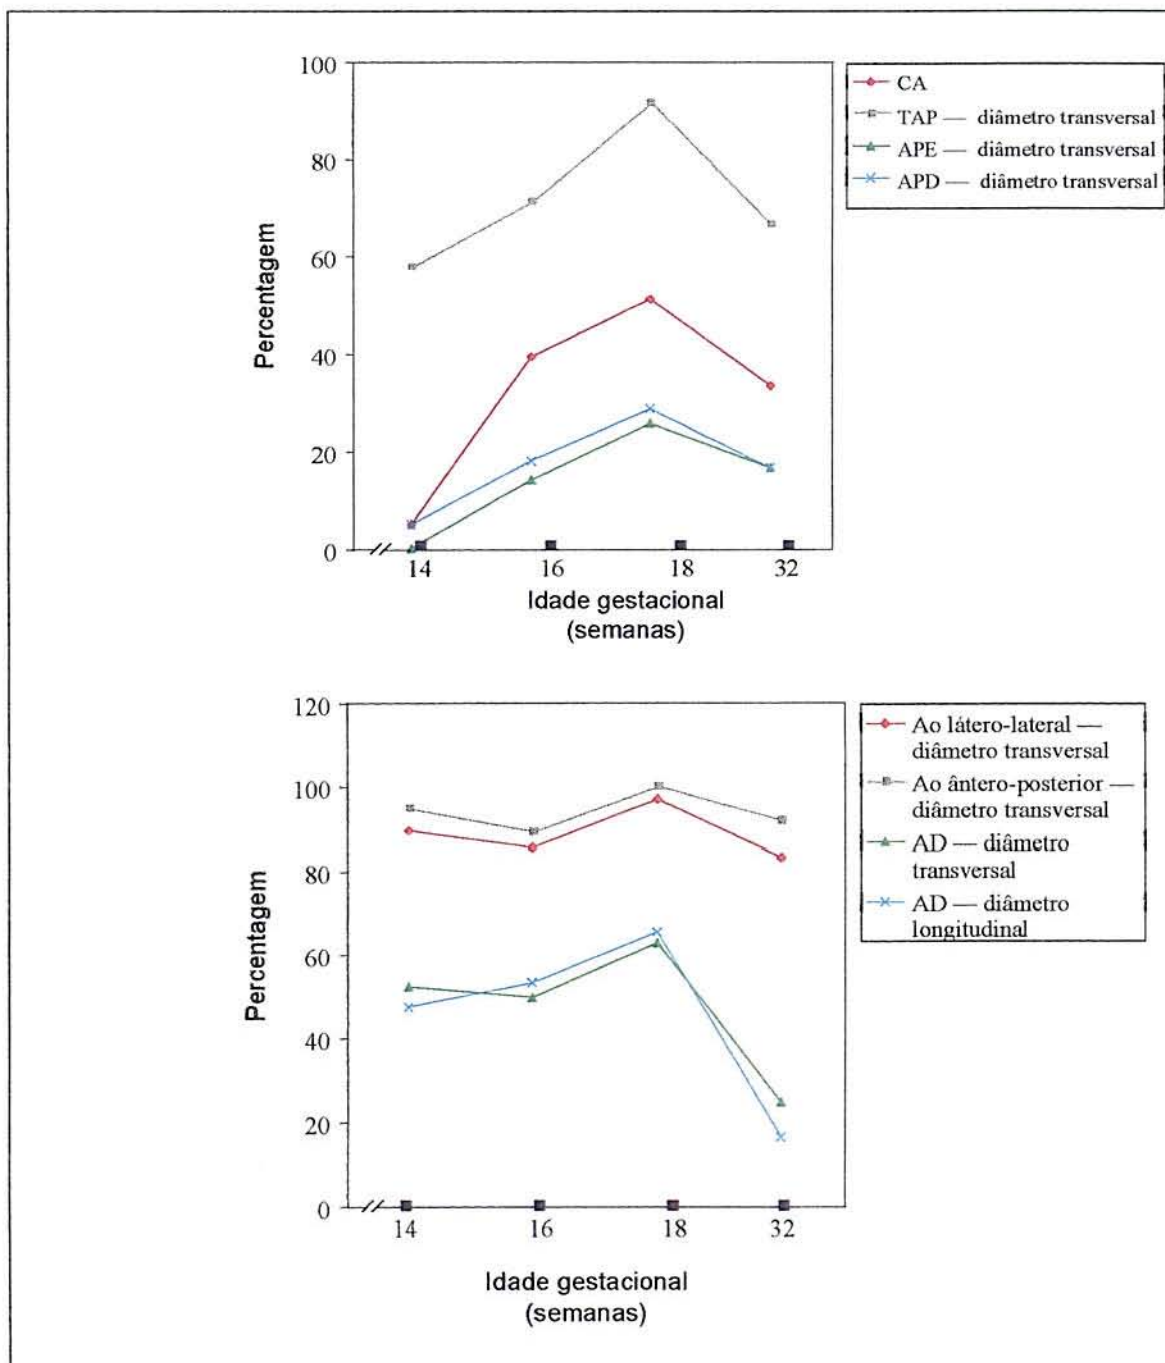 100
80
60
40
20
0
Percentagem
14 16 18 32
Idade gestacional
(semanas)
CA
TAP — diâmetro transversal
APE — diâmetro transversal
APD — diâmetro transversal
120
100
80
60
40
20
0
Percentagem
14 16 18 32
Idade gestacional
(semanas)
Ao látero-lateral —
diâmetro transversal
Ao ântero-posterior —
diâmetro transversal
AD — diâmetro
transversal
AD — diâmetro
longitudinal